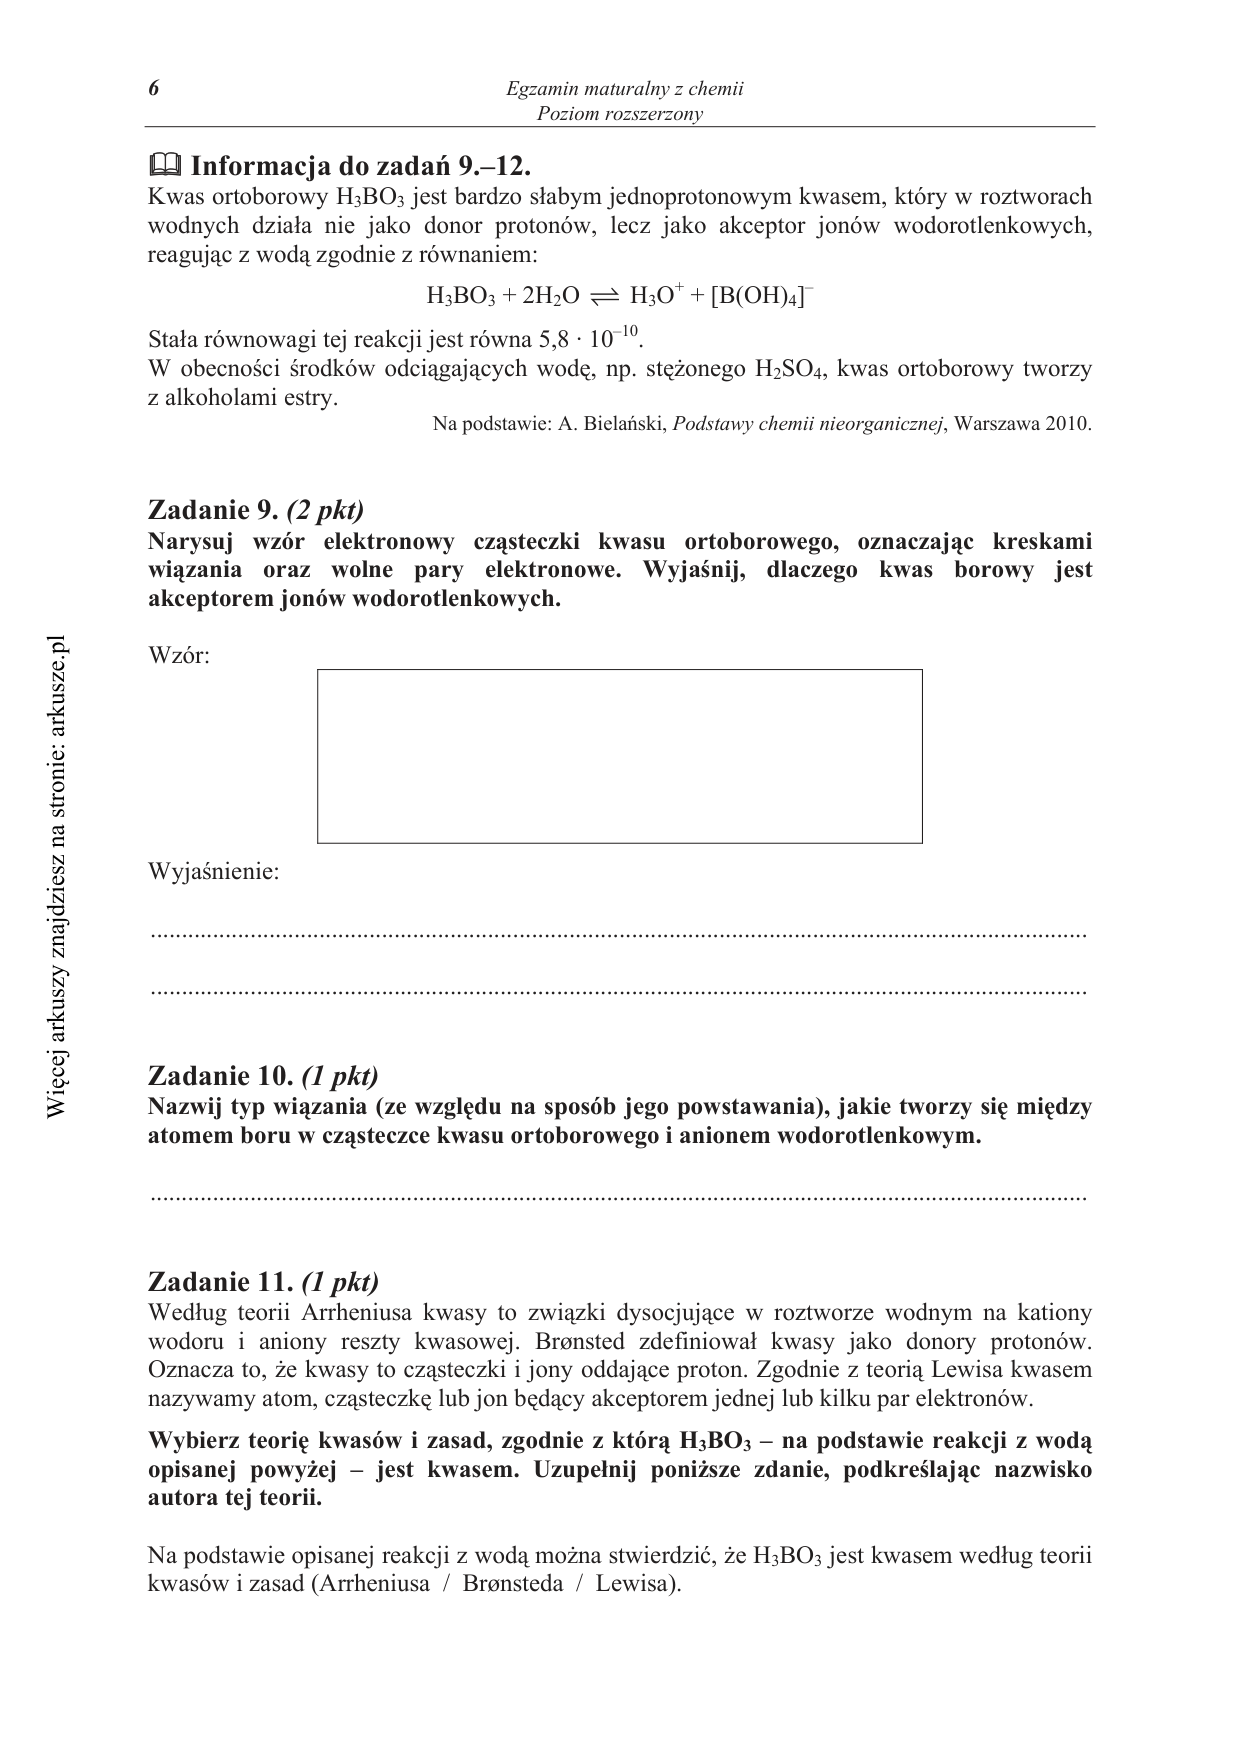 6
Egzamin maturalny z chemii
Poziom rozszerzony
Informacja do zadań 9.–12.
Kwas ortoborowy H₃BO₃ jest bardzo słabym jednoprotonowym kwasem, który w roztworach
wodnych działa nie jako donor protonów, lecz jako akceptor jonów wodorotlenkowych,
reagując z wodą zgodnie z równaniem:
H₃BO₃ + 2H₂O ⇌ H₃O⁺ + [B(OH)₄]⁻
Stała równowagi tej reakcji jest równa 5,8 · 10⁻¹⁰.
W obecności środków odciągających wodę, np. stężonego H₂SO₄, kwas ortoborowy tworzy
z alkoholami estry.
Na podstawie: A. Bielański, Podstawy chemii nieorganicznej, Warszawa 2010.
Zadanie 9. (2 pkt)
Narysuj wzór elektronowy cząsteczki kwasu ortoborowego, oznaczając kreskami
wiązania oraz wolne pary elektronowe. Wyjaśnij, dlaczego kwas borowy jest
akceptorem jonów wodorotlenkowych.
Wzór:
Wyjaśnienie:
Zadanie 10. (1 pkt)
Nazwij typ wiązania (ze względu na sposób jego powstawania), jakie tworzy się między
atomem boru w cząsteczce kwasu ortoborowego i anionem wodorotlenkowym.
Zadanie 11. (1 pkt)
Według teorii Arrheniusa kwasy to związki dysocjujące w roztworze wodnym na kationy
wodoru i aniony reszty kwasowej. Brønsted zdefiniował kwasy jako donory protonów.
Oznacza to, że kwasy to cząsteczki i jony oddające proton. Zgodnie z teorią Lewisa kwasem
nazywamy atom, cząsteczkę lub jon będący akceptorem jednej lub kilku par elektronów.
Wybierz teorię kwasów i zasad, zgodnie z którą H₃BO₃ – na podstawie reakcji z wodą
opisanej powyżej – jest kwasem. Uzupełnij poniższe zdanie, podkreślając nazwisko
autora tej teorii.
Na podstawie opisanej reakcji z wodą można stwierdzić, że H₃BO₃ jest kwasem według teorii
kwasów i zasad (Arrheniusa / Brønsteda / Lewisa).
Więcej arkuszy znajdziesz na stronie: arkusze.pl